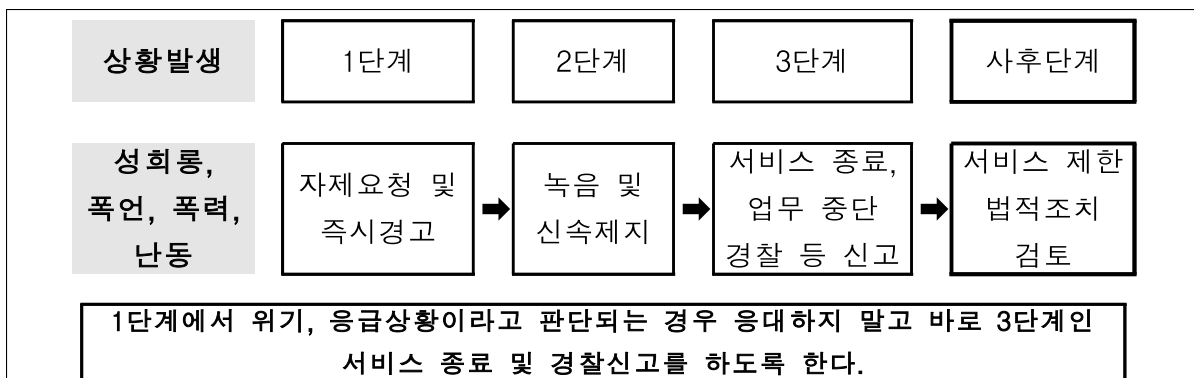 상황발생 1단계 2단계 3단계 사후단계
성희롱,
폭언, 폭력,
난동
자제요청 및
즉시경고
녹음 및
신속제지
서비스 종료,
업무 중단
경찰 등 신고
서비스 제한
법적조치
검토
1단계에서 위기, 응급상황이라고 판단되는 경우 응대하지 말고 바로 3단계인
서비스 종료 및 경찰신고를 하도록 한다.